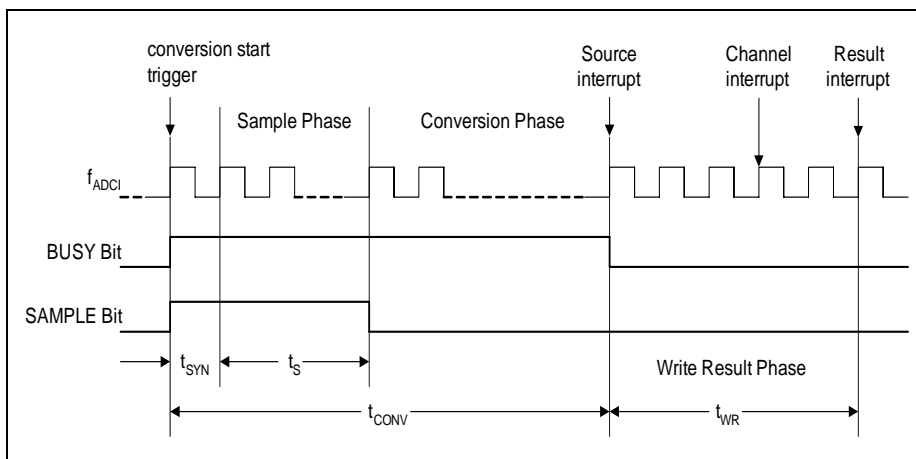 conversion start
trigger
Source
interrupt
Channel
interrupt
Result
interrupt
Sample Phase
Conversion Phase
fADCI
BUSY Bit
SAMPLE Bit
tSYN
tS
Write Result Phase
tCONV
tWR